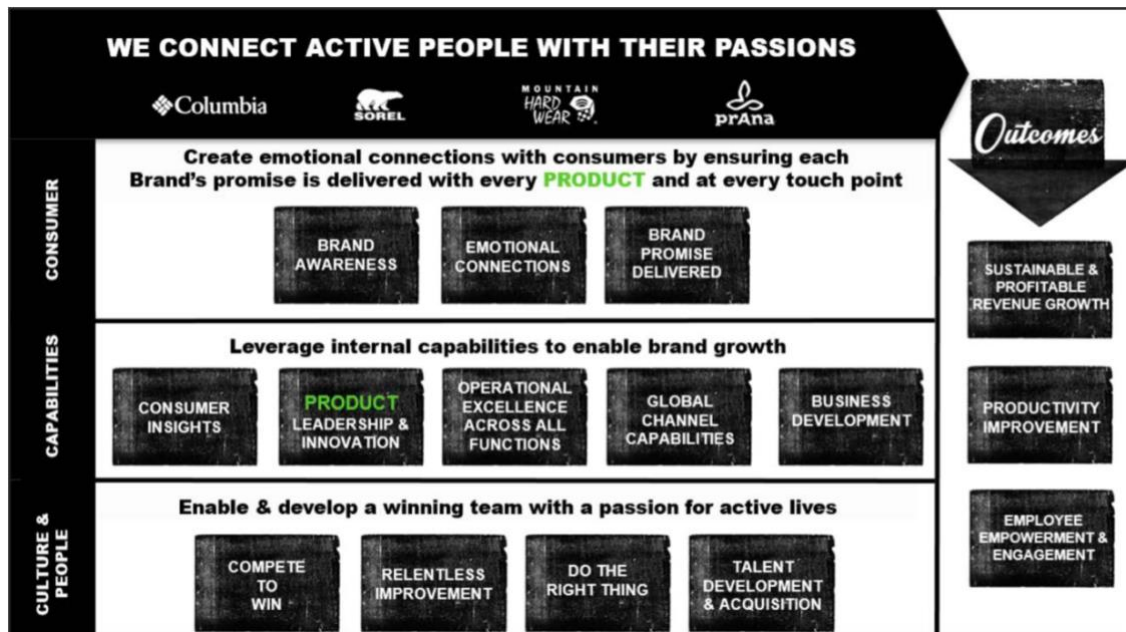 WE CONNECT ACTIVE PEOPLE WITH THEIR PASSIONS
Columbia
SOREL
MOUNTAIN
HARD
WEAR
prAna
Outcomes
CONSUMER
Create emotional connections with consumers by ensuring each
Brand's promise is delivered with every PRODUCT and at every touch point
BRAND
AWARENESS
EMOTIONAL
CONNECTIONS
BRAND
PROMISE
DELIVERED
SUSTAINABLE &
PROFITABLE
REVENUE GROWTH
CAPABILITIES
Leverage internal capabilities to enable brand growth
CONSUMER
INSIGHTS
PRODUCT
LEADERSHIP &
INNOVATION
OPERATIONAL
EXCELLENCE
ACROSS ALL
FUNCTIONS
GLOBAL
CHANNEL
CAPABILITIES
BUSINESS
DEVELOPMENT
PRODUCTIVITY
IMPROVEMENT
CULTURE &
PEOPLE
Enable & develop a winning team with a passion for active lives
COMPETE
TO
WIN
RELENTLESS
IMPROVEMENT
DO THE
RIGHT THING
TALENT
DEVELOPMENT
& ACQUISITION
EMPLOYEE
EMPOWERMENT &
ENGAGEMENT